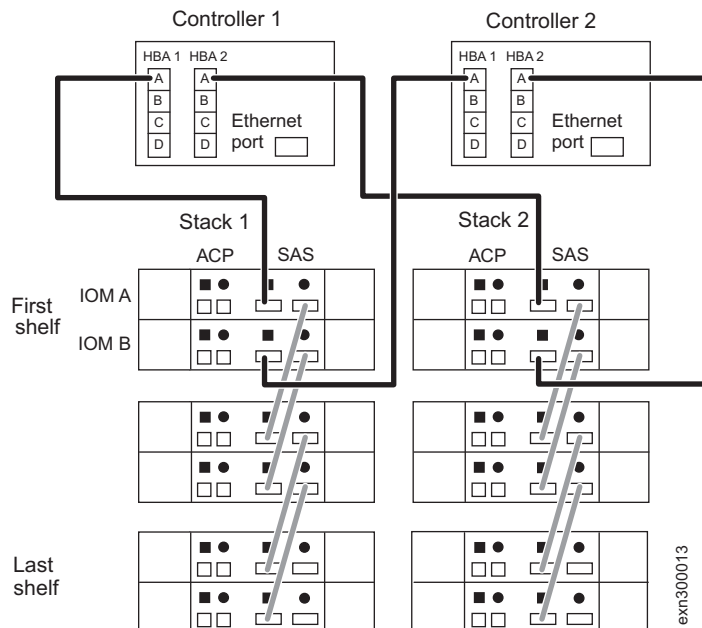 Controller 1
Controller 2
HBA 1 HBA 2
HBA 1 HBA 2
A A
A A
B B
B B
C C Ethernet
C C Ethernet
D D port
D D port
Stack 1
Stack 2
ACP SAS
ACP SAS
First
shelf
IOM A
IOM B
Last
shelf
exn300013